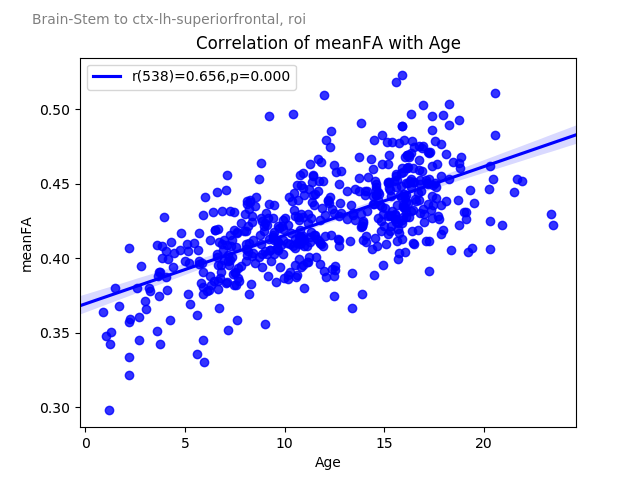 Brain-Stem to ctx-lh-superiorfrontal, roi
Correlation of meanFA with Age
r(538)=0.656,p=0.000
meanFA
0.50
0.45
0.40
0.35
0.30
0 5 10 15 20
Age